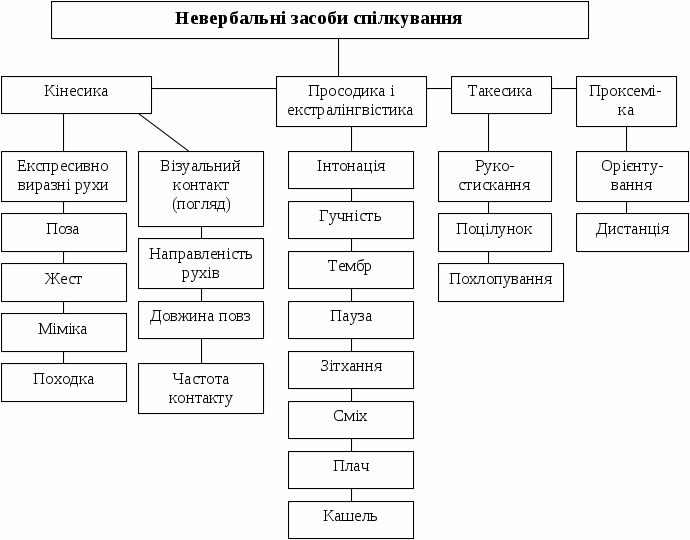 Невербальні засоби спілкування
Кінесика
Просодика і
екстралінгвістика
Такесика
Проксемі-
ка
Експресивно
виразні рухи
Поза
Жест
Міміка
Походка
Візуальний
контакт
(погляд)
Направленість
рухів
Довжина повз
Частота
контакту
Інтонація
Гучність
Тембр
Пауза
Зітхання
Сміх
Плач
Кашель
Руко-
стискання
Поцілунок
Похлопування
Орієнту-
вання
Дистанція